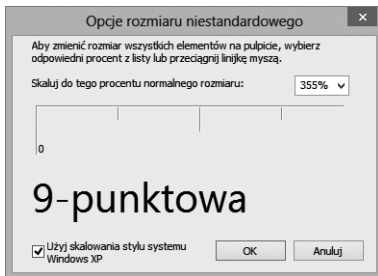 Opcje rozmiaru niestandardowego
Aby zmienić rozmiar wszystkich elementów na pulpicie, wybierz
odpowiedni procent z listy lub przeciągnij linijkę myszą.
Skaluj do tego procentu normalnego rozmiaru: 355%
0
9-punktowa
Użyj skalowania stylu systemu
Windows XP
OK Anuluj